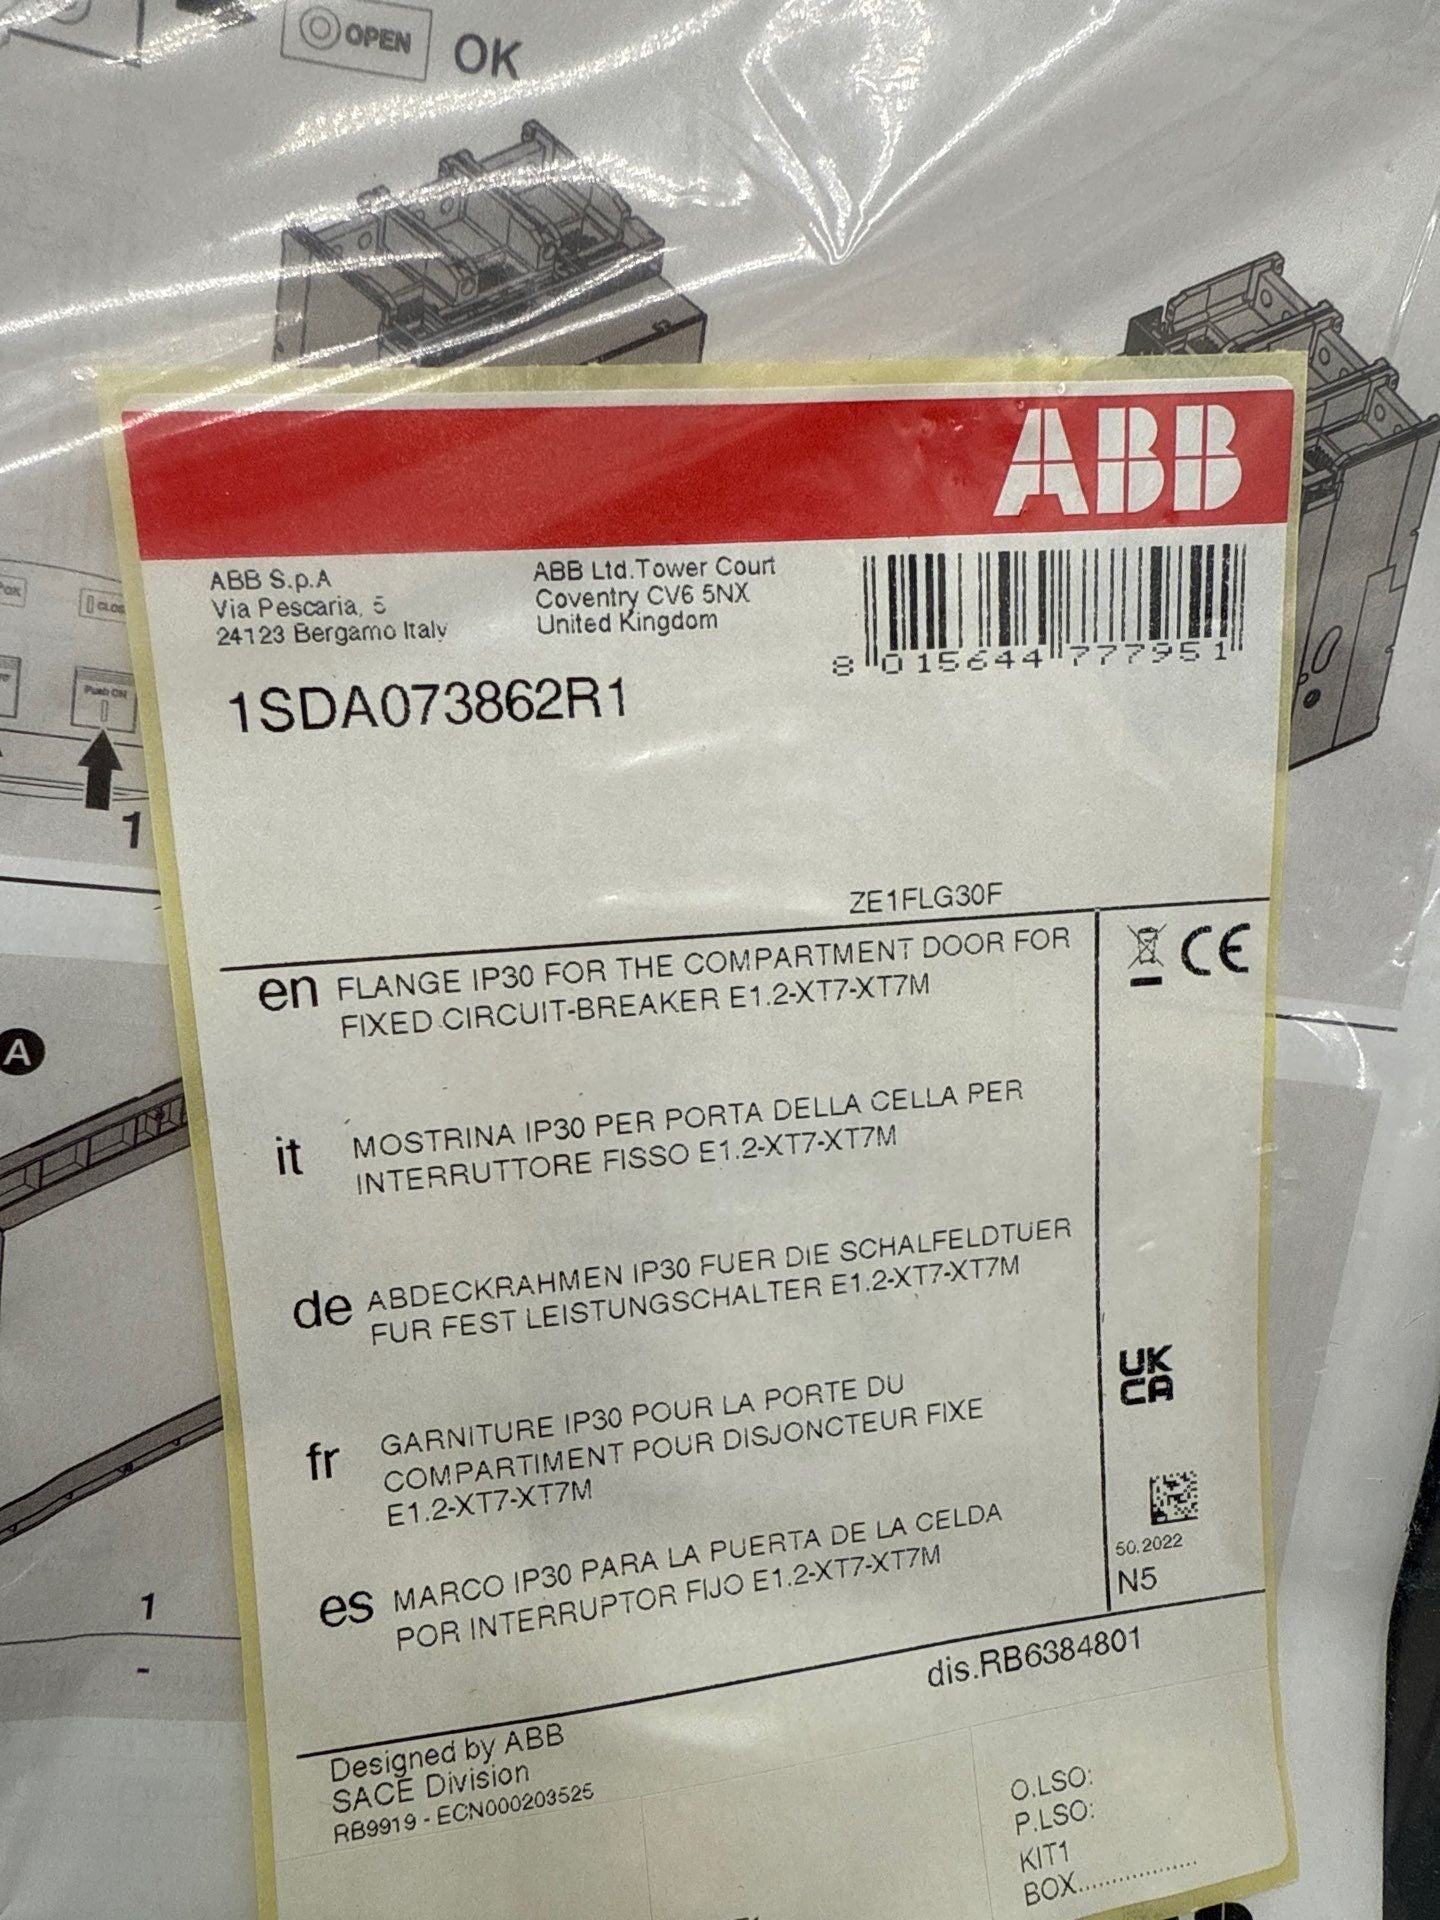 OPEN
OK
ABB
ABB S.p.A
Via Pescaria, 5
24123 Bergamo Italy
ABB Ltd.Tower Court
Coventry CV6 5NX
United Kingdom
8 015644 777951
1SDA073862R1
Push ON
1
ZE1FLG30F
en FLANGE IP30 FOR THE COMPARTMENT DOOR FOR
FIXED CIRCUIT-BREAKER E1.2-XT7-XT7M
CE
A
it MOSTRINA IP30 PER PORTA DELLA CELLA PER
INTERRUTTORE FISSO E1.2-XT7-XT7M
de ABDECKRAHMEN IP30 FUER DIE SCHALFELDTUER
FUR FEST LEISTUNGSCHALTER E1.2-XT7-XT7M
UK
CA
fr GARNITURE IP30 POUR LA PORTE DU
COMPARTIMENT POUR DISJONCTEUR FIXE
E1.2-XT7-XT7M
es MARCO IP30 PARA LA PUERTA DE LA CELDA
POR INTERRUPTOR FIJO E1.2-XT7-XT7M
50.2022
N5
1
-
dis.RB6384801
Designed by ABB
SACE Division
RB9919 - ECN000203525
O.LSO:
P.LSO:
KIT1
BOX....................